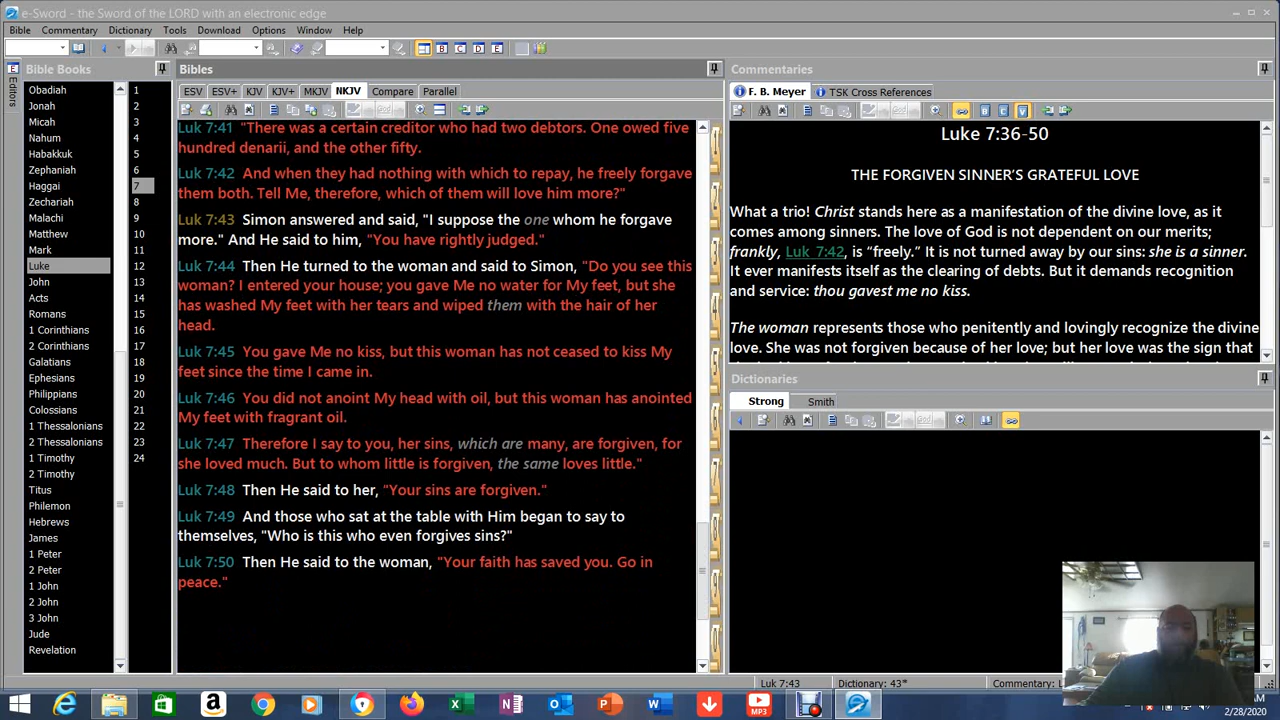 e-Sword - the Sword of the LORD with an electronic edge
Bible Commentary Dictionary Tools Download Options Window Help
B C D E
Editors
Bible Books
Obadiah
Jonah
Micah
Nahum
Habakkuk
Zephaniah
Haggai
Zechariah
Malachi
Matthew
Mark
Luke
John
Acts
Romans
1 Corinthians
2 Corinthians
Galatians
Ephesians
Philippians
Colossians
1 Thessalonians
2 Thessalonians
1 Timothy
2 Timothy
Titus
Philemon
Hebrews
James
1 Peter
2 Peter
1 John
2 John
3 John
Jude
Revelation
1
2
3
4
5
6
7
8
9
10
11
12
13
14
15
16
17
18
19
20
21
22
23
24
Bibles
ESV ESV+ KJV KJV+ MKJV NKJV Compare Parallel
Luk 7:41 "There was a certain creditor who had two debtors. One owed five
hundred denarii, and the other fifty.
Luk 7:42 And when they had nothing with which to repay, he freely forgave
them both. Tell Me, therefore, which of them will love him more?"
Luk 7:43 Simon answered and said, "I suppose the one whom he forgave
more." And He said to him, "You have rightly judged."
Luk 7:44 Then He turned to the woman and said to Simon, "Do you see this
woman? I entered your house; you gave Me no water for My feet, but she
has washed My feet with her tears and wiped them with the hair of her
head.
Luk 7:45 You gave Me no kiss, but this woman has not ceased to kiss My
feet since the time I came in.
Luk 7:46 You did not anoint My head with oil, but this woman has anointed
My feet with fragrant oil.
Luk 7:47 Therefore I say to you, her sins, which are many, are forgiven, for
she loved much. But to whom little is forgiven, the same loves little."
Luk 7:48 Then He said to her, "Your sins are forgiven."
Luk 7:49 And those who sat at the table with Him began to say to
themselves, "Who is this who even forgives sins?"
Luk 7:50 Then He said to the woman, "Your faith has saved you. Go in
peace."
1
2
3
4
5
6
7
8
9
0
Commentaries
F. B. Meyer TSK Cross References
B C V
Luke 7:36-50
THE FORGIVEN SINNER'S GRATEFUL LOVE
What a trio! Christ stands here as a manifestation of the divine love, as it
comes among sinners. The love of God is not dependent on our merits;
frankly, Luk 7:42, is “freely.” It is not turned away by our sins: she is a sinner.
It ever manifests itself as the clearing of debts. But it demands recognition
and service: thou gavest me no kiss.
The woman represents those who penitently and lovingly recognize the divine
love. She was not forgiven because of her love; but her love was the sign that
Dictionaries
Strong Smith
Luk 7:43 Dictionary: 43* Commentary: L
MP3
2/28/2020